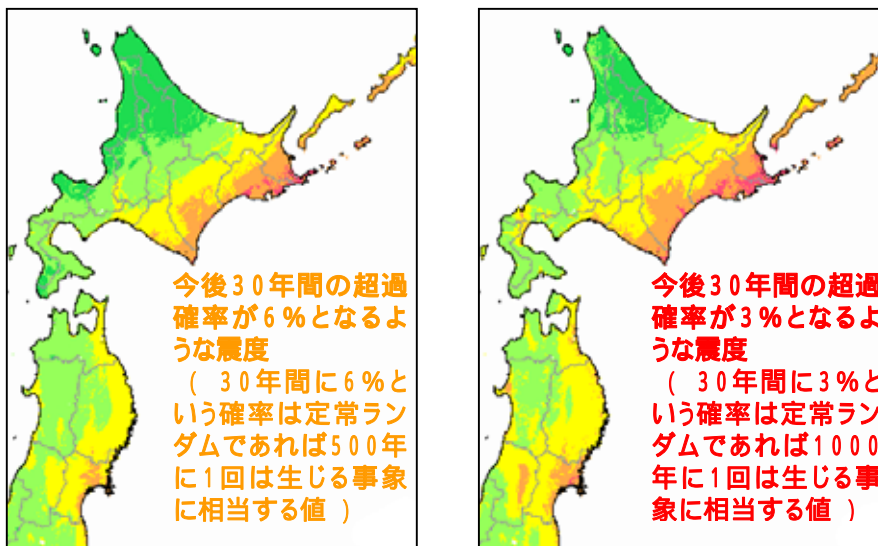 今後30年間の超過
確率が6%となるよ
うな震度
( 30年間に6%と
いう確率は定常ラン
ダムであれば500年
に1回は生じる事象
に相当する値 )
今後30年間の超過
確率が3%となるよ
うな震度
( 30年間に3%と
いう確率は定常ラン
ダムであれば1000
年に1回は生じる事
象に相当する値 )